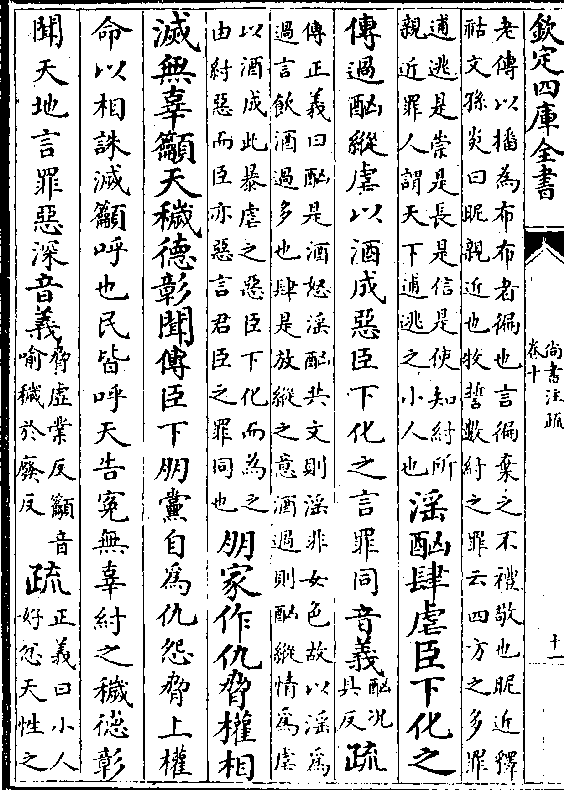 欽定四庫全書
尚書注疏
卷十
十一
老傳以播為布布者徧也言徧棄之不禮敬也昵近釋
詁文孫炎曰昵親近也牧誓數紂之罪云四方之多罪
逋逃是崇是長是信是使知紂所
親近罪人謂天下逋逃之小人也
淫酗肆虐臣下化之
傳過酗縱虐以酒成惡臣下化之言罪同
音義
酗況
具反
疏
傳正義曰酗是酒怒淫酗共文則淫非女色故以淫為
過言飲酒過多也肆是放縱之意酒過則酗縱情為虐
以酒成此暴虐之惡臣下化而為之
由紂惡而臣亦惡言君臣之罪同也
朋家作仇脅權相
滅無辜籲天穢德彰聞傳臣下朋黨自為仇怨脅上權
命以相誅滅籲呼也民皆呼天告冤無辜紂之穢德彰
聞天地言罪惡深音義
脅虛業反籲音
喻穢於廢反
疏
正義曰小人
好忿天性之